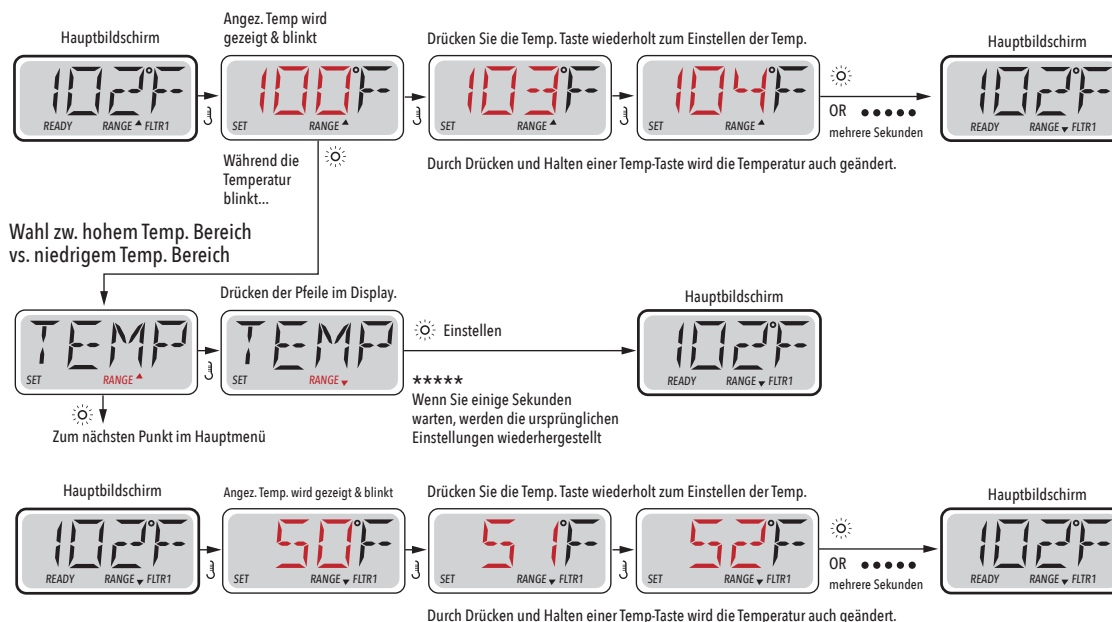 Hauptbildschirm
Angez. Temp wird
gezeigt & blinkt
Drücken Sie die Temp. Taste wiederholt zum Einstellen der Temp.
Hauptbildschirm
102°F
READY RANGE FLTR1
100°F
SET RANGE
103°F
SET RANGE
104°F
SET RANGE
OR
mehrere Sekunden
102°F
READY RANGE FLTR1
Während die
Temperatur
blinkt...
Durch Drücken und Halten einer Temp-Taste wird die Temperatur auch geändert.
Wahl zw. hohem Temp. Bereich
vs. niedrigem Temp. Bereich
Drücken der Pfeile im Display.
Hauptbildschirm
TEMP
SET RANGE
TEMP
SET RANGE
Einstellen
*****
Wenn Sie einige Sekunden
warten, werden die ursprünglichen
Einstellungen wiederhergestellt
102°F
READY RANGE FLTR1
Zum nächsten Punkt im Hauptmenü
Hauptbildschirm
Angez. Temp. wird gezeigt & blinkt
Drücken Sie die Temp. Taste wiederholt zum Einstellen der Temp.
Hauptbildschirm
102°F
READY RANGE FLTR1
50°F
SET RANGE FLTR1
51°F
SET RANGE FLTR1
52°F
SET RANGE FLTR1
OR
mehrere Sekunden
102°F
READY RANGE FLTR1
Durch Drücken und Halten einer Temp-Taste wird die Temperatur auch geändert.